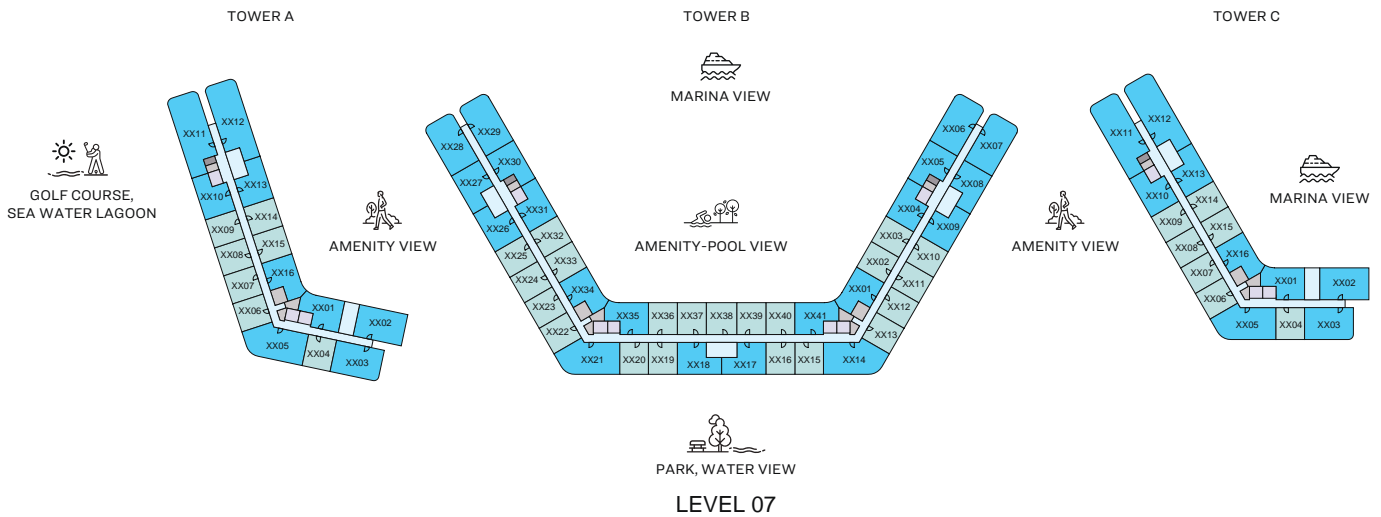 TOWER A
TOWER B
TOWER C
MARINA VIEW
GOLF COURSE,
SEA WATER LAGOON
AMENITY VIEW
AMENITY-POOL VIEW
AMENITY VIEW
MARINA VIEW
PARK, WATER VIEW
LEVEL 07
XX11
XX12
XX10
XX13
XX09
XX14
XX08
XX15
XX07
XX16
XX06
XX01
XX02
XX05
XX04
XX03
XX28
XX29
XX27
XX30
XX26
XX31
XX25
XX32
XX24
XX33
XX23
XX34
XX22
XX35
XX36
XX37
XX38
XX39
XX40
XX41
XX21
XX20
XX19
XX18
XX17
XX16
XX15
XX14
XX06
XX07
XX05
XX08
XX04
XX09
XX03
XX10
XX02
XX11
XX01
XX12
XX13
XX11
XX12
XX10
XX13
XX09
XX14
XX08
XX15
XX07
XX16
XX06
XX01
XX02
XX05
XX04
XX03